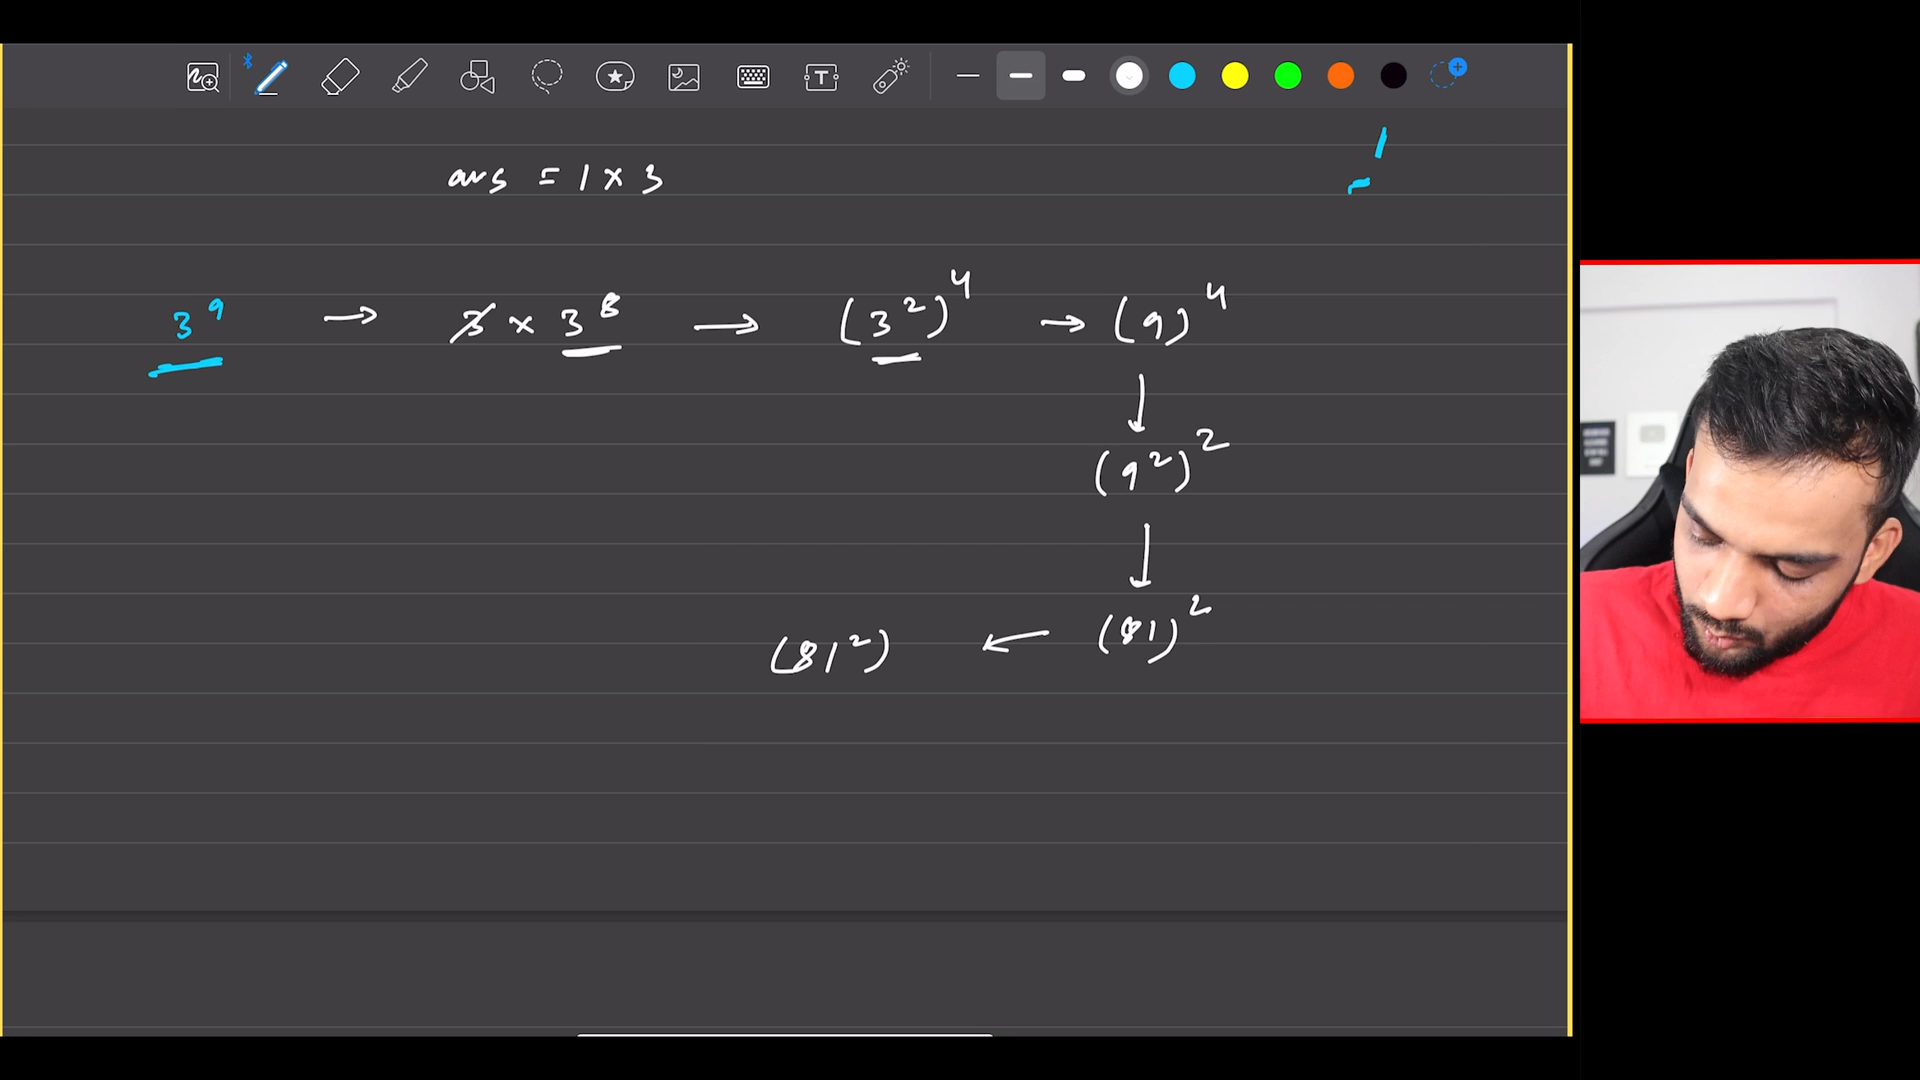 ans = 1 × 3
3⁹ → 3 × 3⁸ → (3²)⁴ → (9)⁴
(9²)²
(81²) ← (81)²